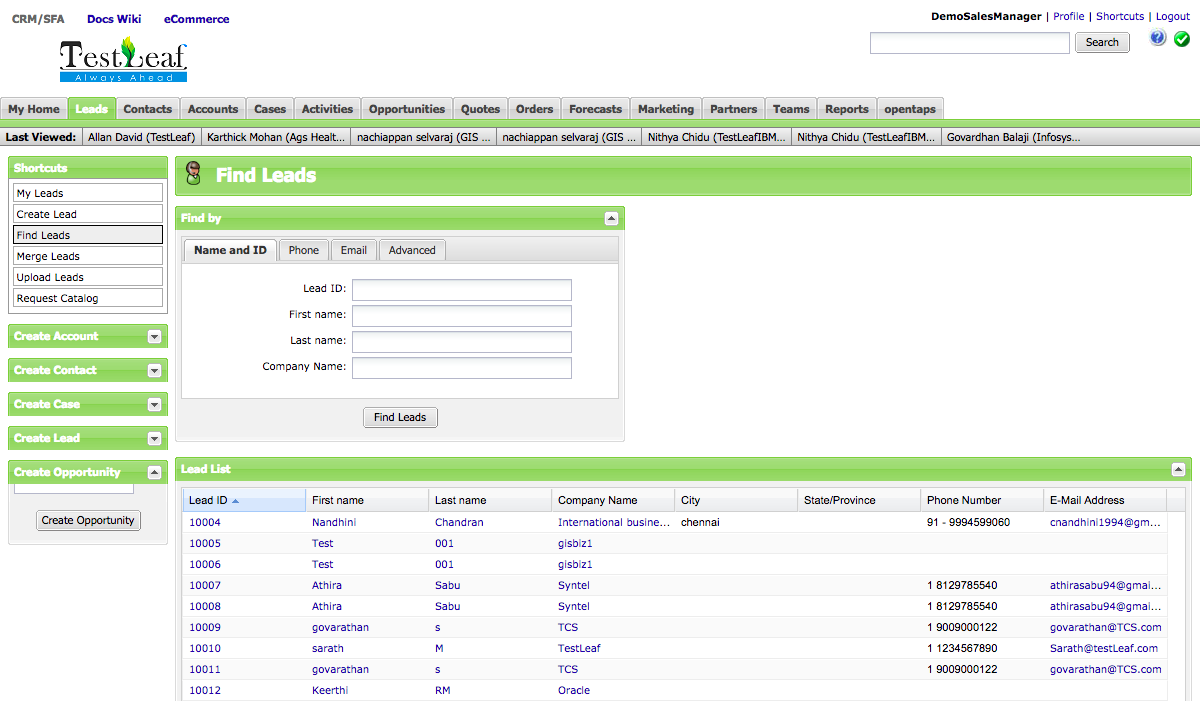 CRM/SFA Docs Wiki eCommerce
DemoSalesManager | Profile | Shortcuts | Logout
TestLeaf
Always Ahead
Search
My Home Leads Contacts Accounts Cases Activities Opportunities Quotes Orders Forecasts Marketing Partners Teams Reports opentaps
Last Viewed: Allan David (TestLeaf) Karthick Mohan (Ags Healt... nachiappan selvaraj (GIS ... nachiappan selvaraj (GIS ... Nithya Chidu (TestLeafIBM... Nithya Chidu (TestLeafIBM... Govardhan Balaji (Infosys...
Shortcuts
My Leads
Create Lead
Find Leads
Merge Leads
Upload Leads
Request Catalog
Create Account
Create Contact
Create Case
Create Lead
Create Opportunity
Create Opportunity
Find Leads
Find by
Name and ID Phone Email Advanced
Lead ID:
First name:
Last name:
Company Name:
Find Leads
Lead List
Lead ID First name Last name Company Name City State/Province Phone Number E-Mail Address
10004 Nandhini Chandran International busine... chennai 91 - 9994599060 cnandhini1994@gm...
10005 Test 001 gisbiz1
10006 Test 001 gisbiz1
10007 Athira Sabu Syntel 1 8129785540 athirasabu94@gmai...
10008 Athira Sabu Syntel 1 8129785540 athirasabu94@gmai...
10009 govarathan s TCS 1 9009000122 govarathan@TCS.com
10010 sarath M TestLeaf 1 1234567890 Sarath@testLeaf.com
10011 govarathan s TCS 1 9009000122 govarathan@TCS.com
10012 Keerthi RM Oracle